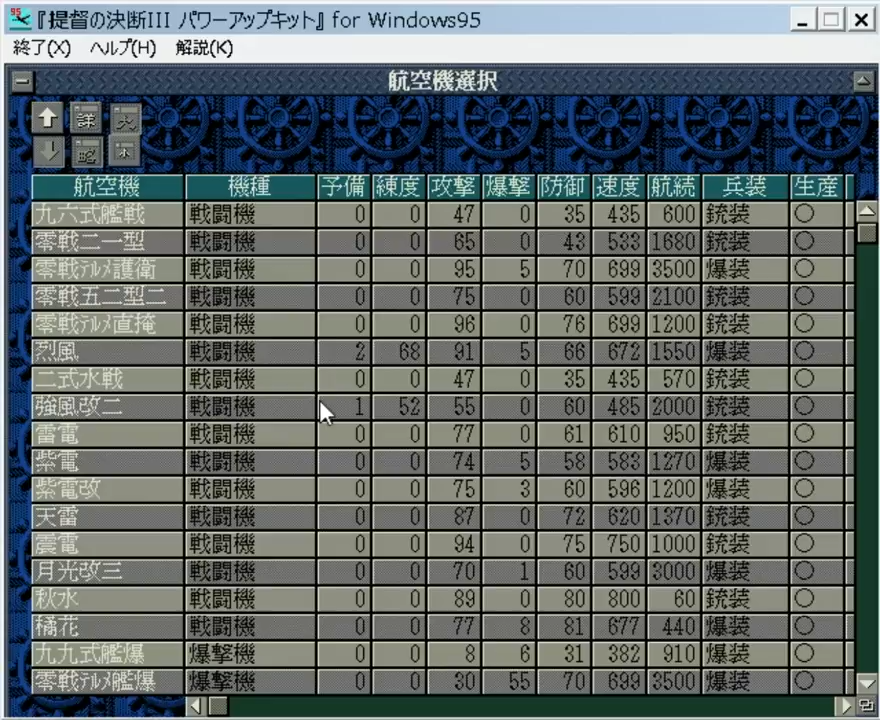 『提督の決断III パワーアップキット』 for Windows95
終了(X) ヘルプ(H) 解説(K)
航空機選択
詳 大
略 小
航空機 機種 予備 練度 攻撃 爆撃 防御 速度 航続 兵装 生産
九六式艦戦 戦闘機 0 0 47 0 35 435 600 銃装 ○
零戦二一型 戦闘機 0 0 65 0 43 533 1680 銃装 ○
零戦テルメ護衛 戦闘機 0 0 95 5 70 699 3500 爆装 ○
零戦五二型二 戦闘機 0 0 75 0 60 599 2100 銃装 ○
零戦テルメ直掩 戦闘機 0 0 96 0 76 699 1200 銃装 ○
烈風 戦闘機 2 68 91 5 66 672 1550 爆装 ○
二式水戦 戦闘機 0 0 47 0 35 435 570 銃装 ○
強風改二 戦闘機 1 52 55 0 60 485 2000 銃装 ○
雷電 戦闘機 0 0 77 0 61 610 950 銃装 ○
紫電 戦闘機 0 0 74 5 58 583 1270 爆装 ○
紫電改 戦闘機 0 0 75 3 60 596 1200 爆装 ○
天雷 戦闘機 0 0 87 0 72 620 1370 銃装 ○
震電 戦闘機 0 0 94 0 75 750 1000 銃装 ○
月光改三 戦闘機 0 0 70 1 60 599 3000 爆装 ○
秋水 戦闘機 0 0 89 0 80 800 60 銃装 ○
橘花 戦闘機 0 0 77 8 81 677 440 爆装 ○
九九式艦爆 爆撃機 0 0 8 6 31 382 910 爆装 ○
零戦テルメ艦爆 爆撃機 0 0 30 55 70 699 3500 爆装 ○